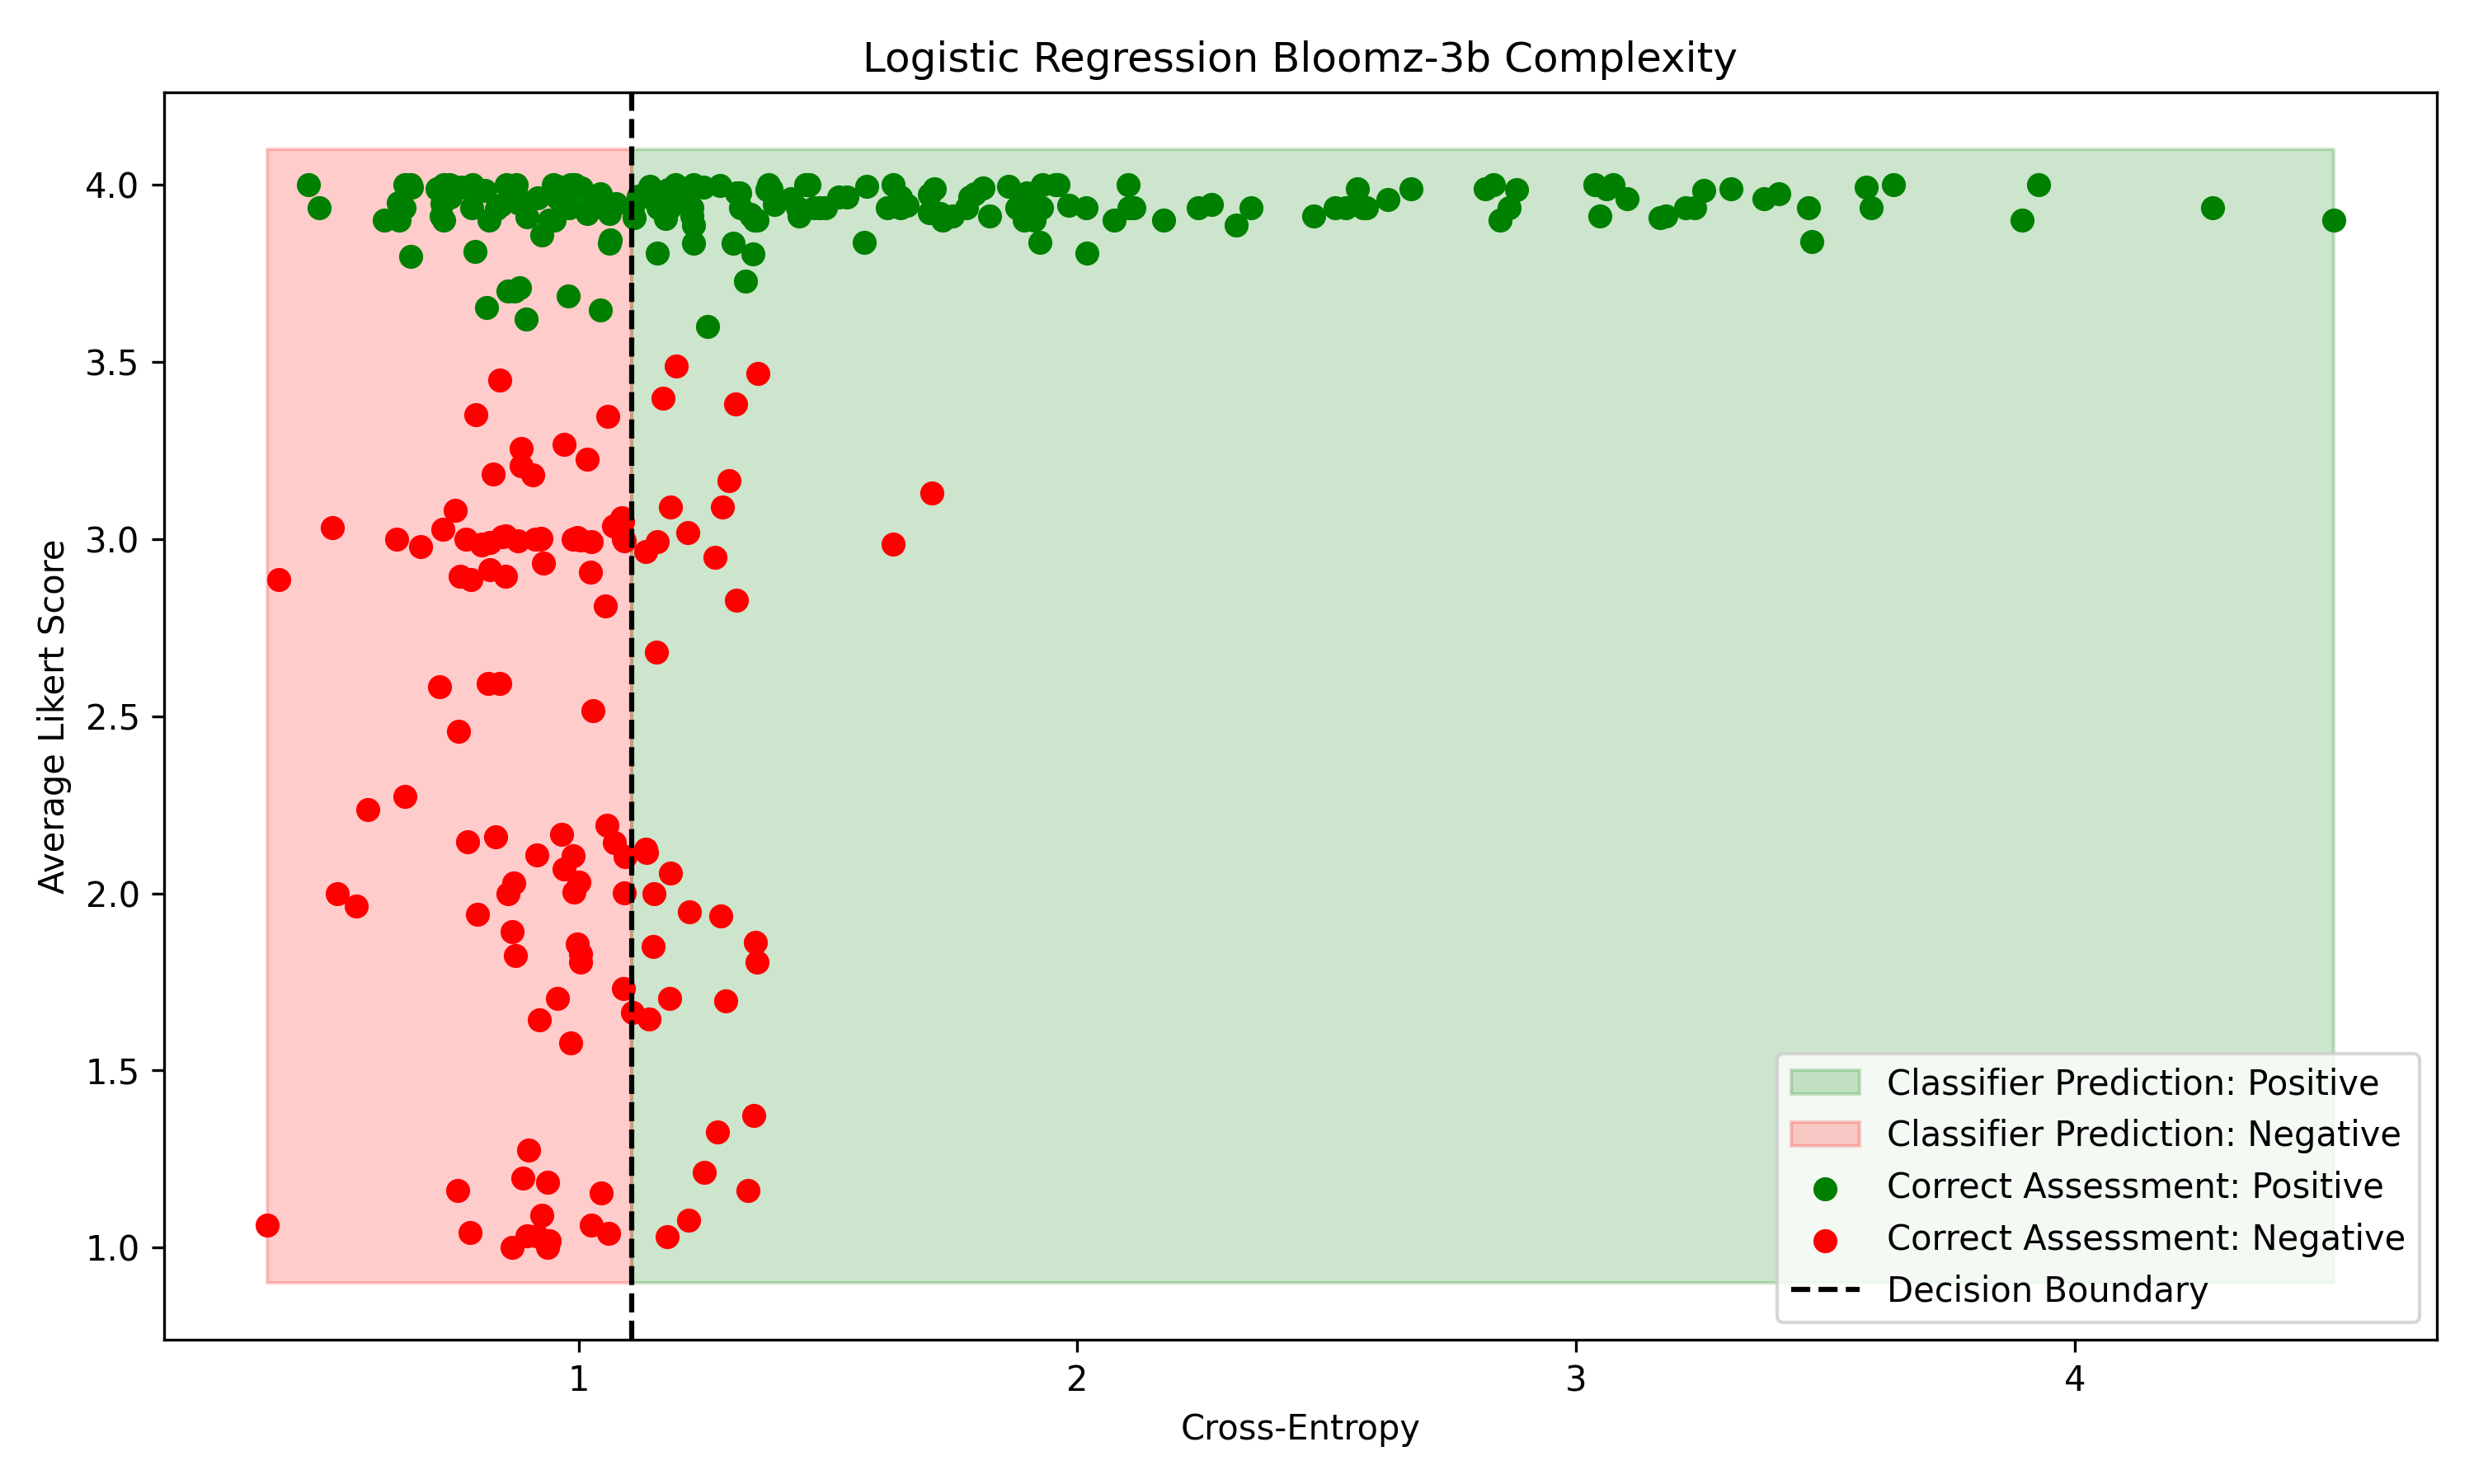 Logistic Regression Bloomz-3b Complexity
Average Likert Score
4.0
3.5
3.0
2.5
2.0
1.5
1.0
Classifier Prediction: Positive
Classifier Prediction: Negative
Correct Assessment: Positive
Correct Assessment: Negative
Decision Boundary
1
2
3
4
Cross-Entropy